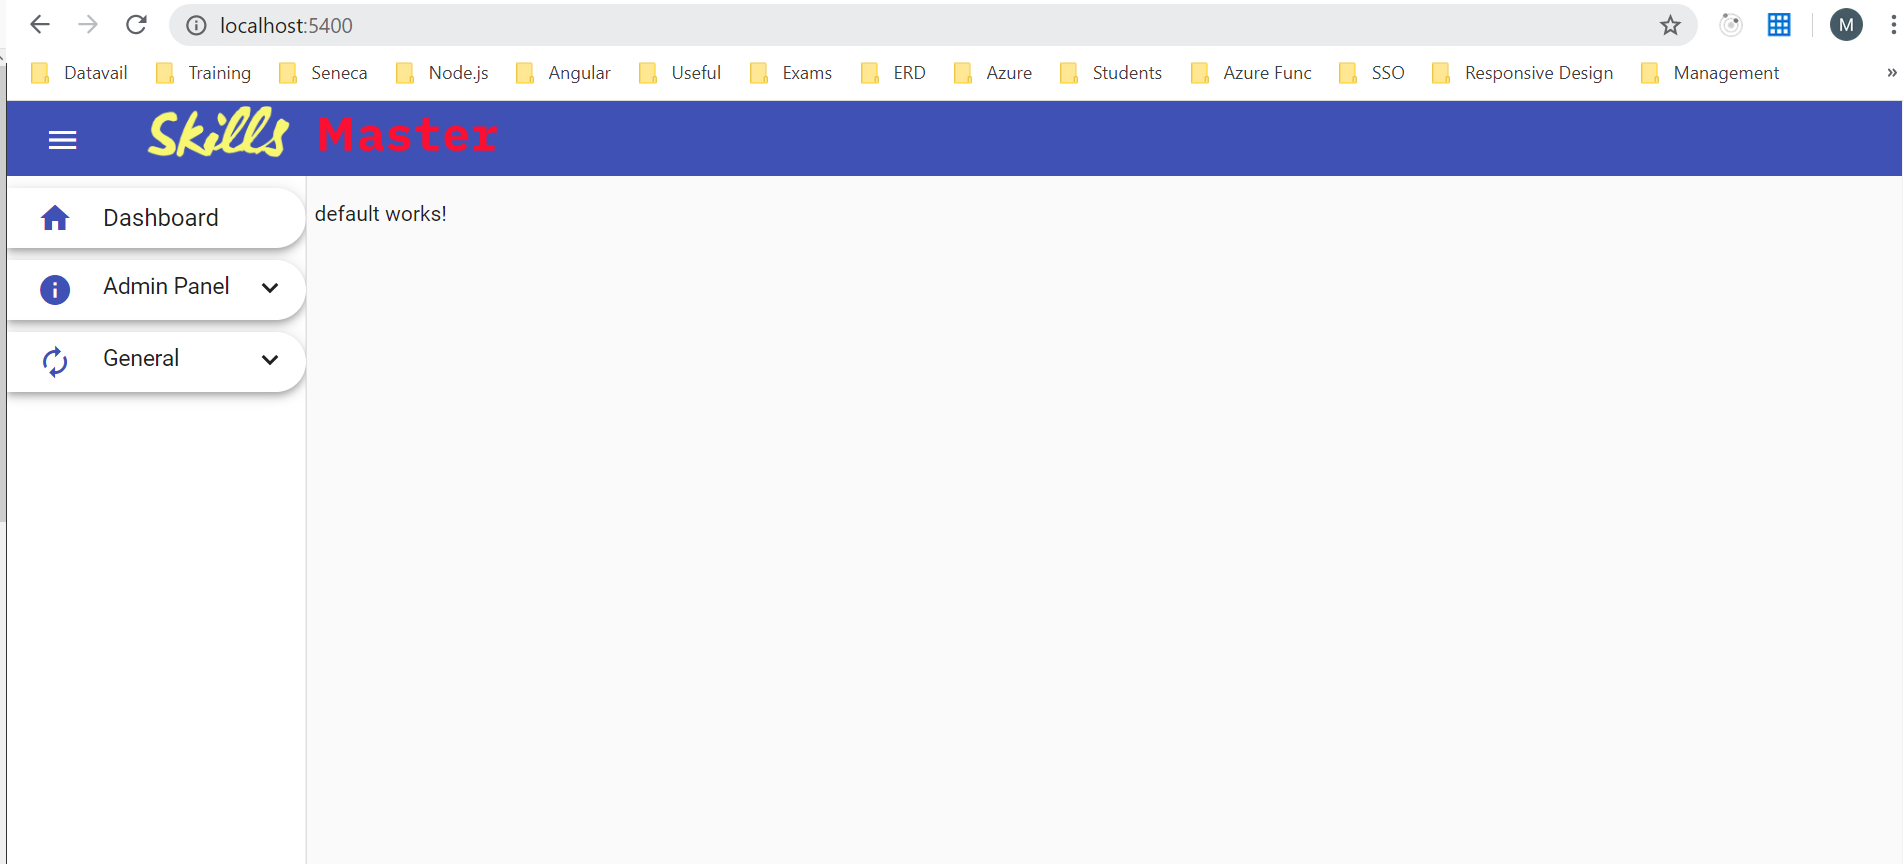 localhost:5400
Datavail Training Seneca Node.js Angular Useful Exams ERD Azure Students Azure Func SSO Responsive Design Management »
Skills Master
Dashboard
default works!
Admin Panel
General
M